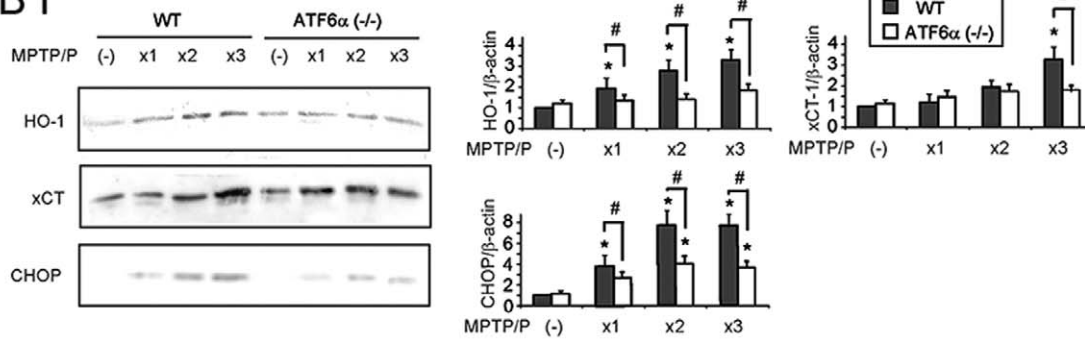 B1
WT ATF6α (-/-)
MPTP/P (-) x1 x2 x3 (-) x1 x2 x3
HO-1
xCT
CHOP
HO-1/β-actin
4
3
2
1
0
* # * # * #
MPTP/P (-) x1 x2 x3
WT
ATF6α (-/-)
xCT-1/β-actin
4
3
2
1
0
*
MPTP/P (-) x1 x2 x3
CHOP/β-actin
8
6
4
2
0
* # * # * * # *
MPTP/P (-) x1 x2 x3